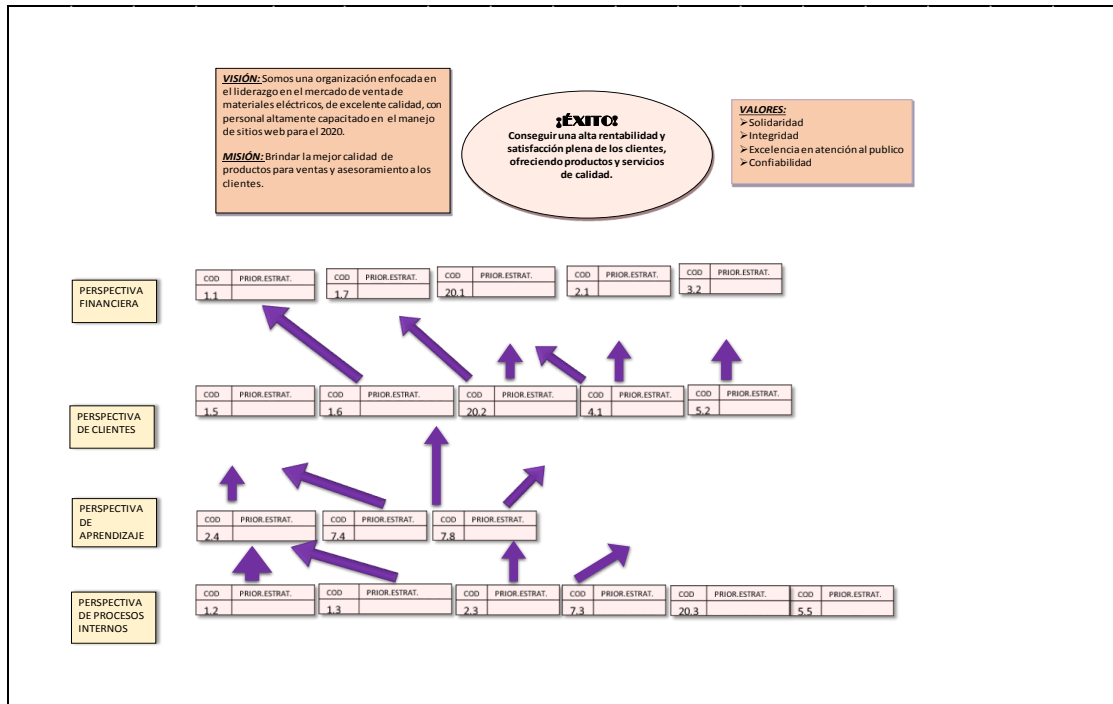 VISIÓN: Somos una organización enfocada en
el liderazgo en el mercado de venta de
materiales eléctricos, de excelente calidad, con
personal altamente capacitado en el manejo
de sitios web para el 2020.
MISIÓN: Brindar la mejor calidad de
productos para ventas y asesoramiento a los
clientes.
¡ÉXITO!
Conseguir una alta rentabilidad y
satisfacción plena de los clientes,
ofreciendo productos y servicios
de calidad.
VALORES:
➢Solidaridad
➢Integridad
➢Excelencia en atención al publico
➢Confiabilidad
PERSPECTIVA
FINANCIERA
COD PRIOR.ESTRAT.
1.1
COD PRIOR.ESTRAT.
1.7
COD PRIOR.ESTRAT.
20.1
COD PRIOR.ESTRAT.
2.1
COD PRIOR.ESTRAT.
3.2
PERSPECTIVA
DE CLIENTES
COD PRIOR.ESTRAT.
1.5
COD PRIOR.ESTRAT.
1.6
COD PRIOR.ESTRAT.
20.2
COD PRIOR.ESTRAT.
4.1
COD PRIOR.ESTRAT.
5.2
PERSPECTIVA
DE
APRENDIZAJE
COD PRIOR.ESTRAT.
2.4
COD PRIOR.ESTRAT.
7.4
COD PRIOR.ESTRAT.
7.8
PERSPECTIVA
DE PROCESOS
INTERNOS
COD PRIOR.ESTRAT.
1.2
COD PRIOR.ESTRAT.
1.3
COD PRIOR.ESTRAT.
2.3
COD PRIOR.ESTRAT.
7.3
COD PRIOR.ESTRAT.
20.3
COD PRIOR.ESTRAT.
5.5